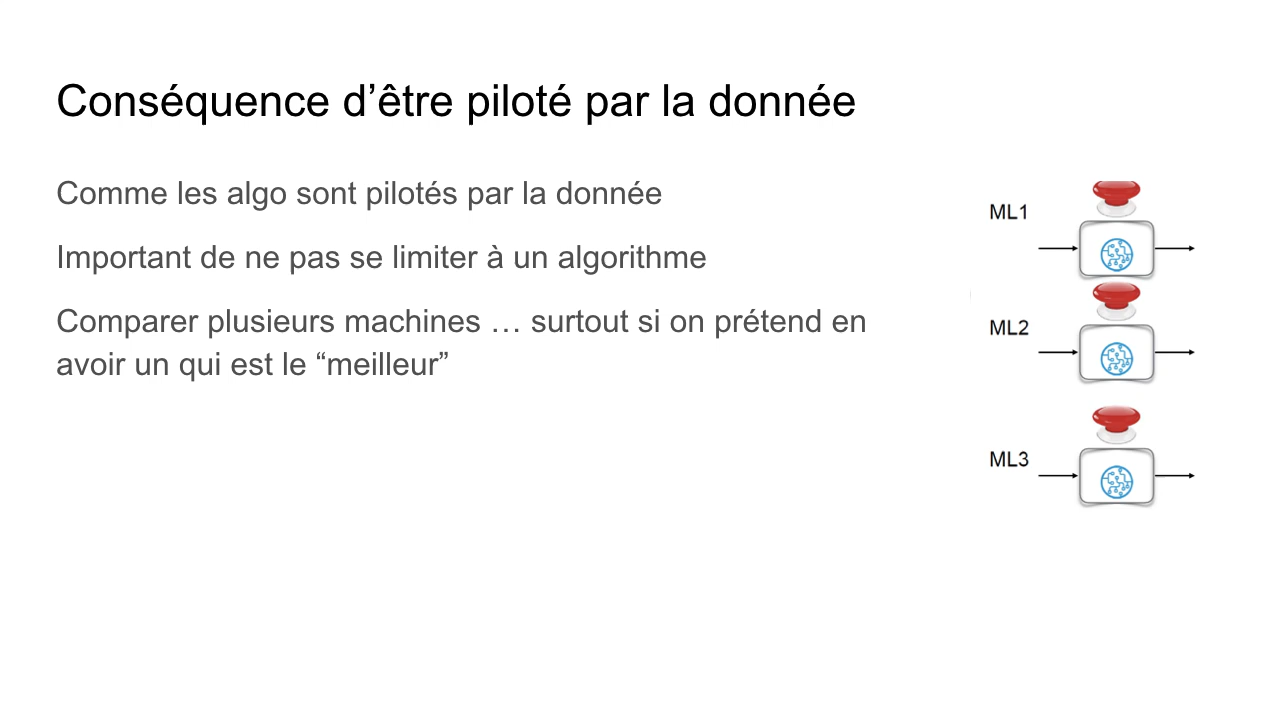 Conséquence d’être piloté par la donnée
Comme les algo sont pilotés par la donnée
Important de ne pas se limiter à un algorithme
Comparer plusieurs machines … surtout si on prétend en
avoir un qui est le “meilleur”
ML1
ML2
ML3